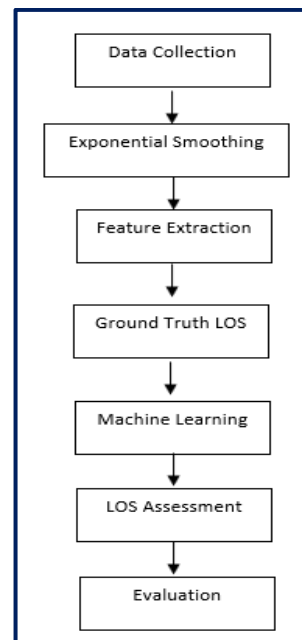 Data Collection
Exponential Smoothing
Feature Extraction
Ground Truth LOS
Machine Learning
LOS Assessment
Evaluation